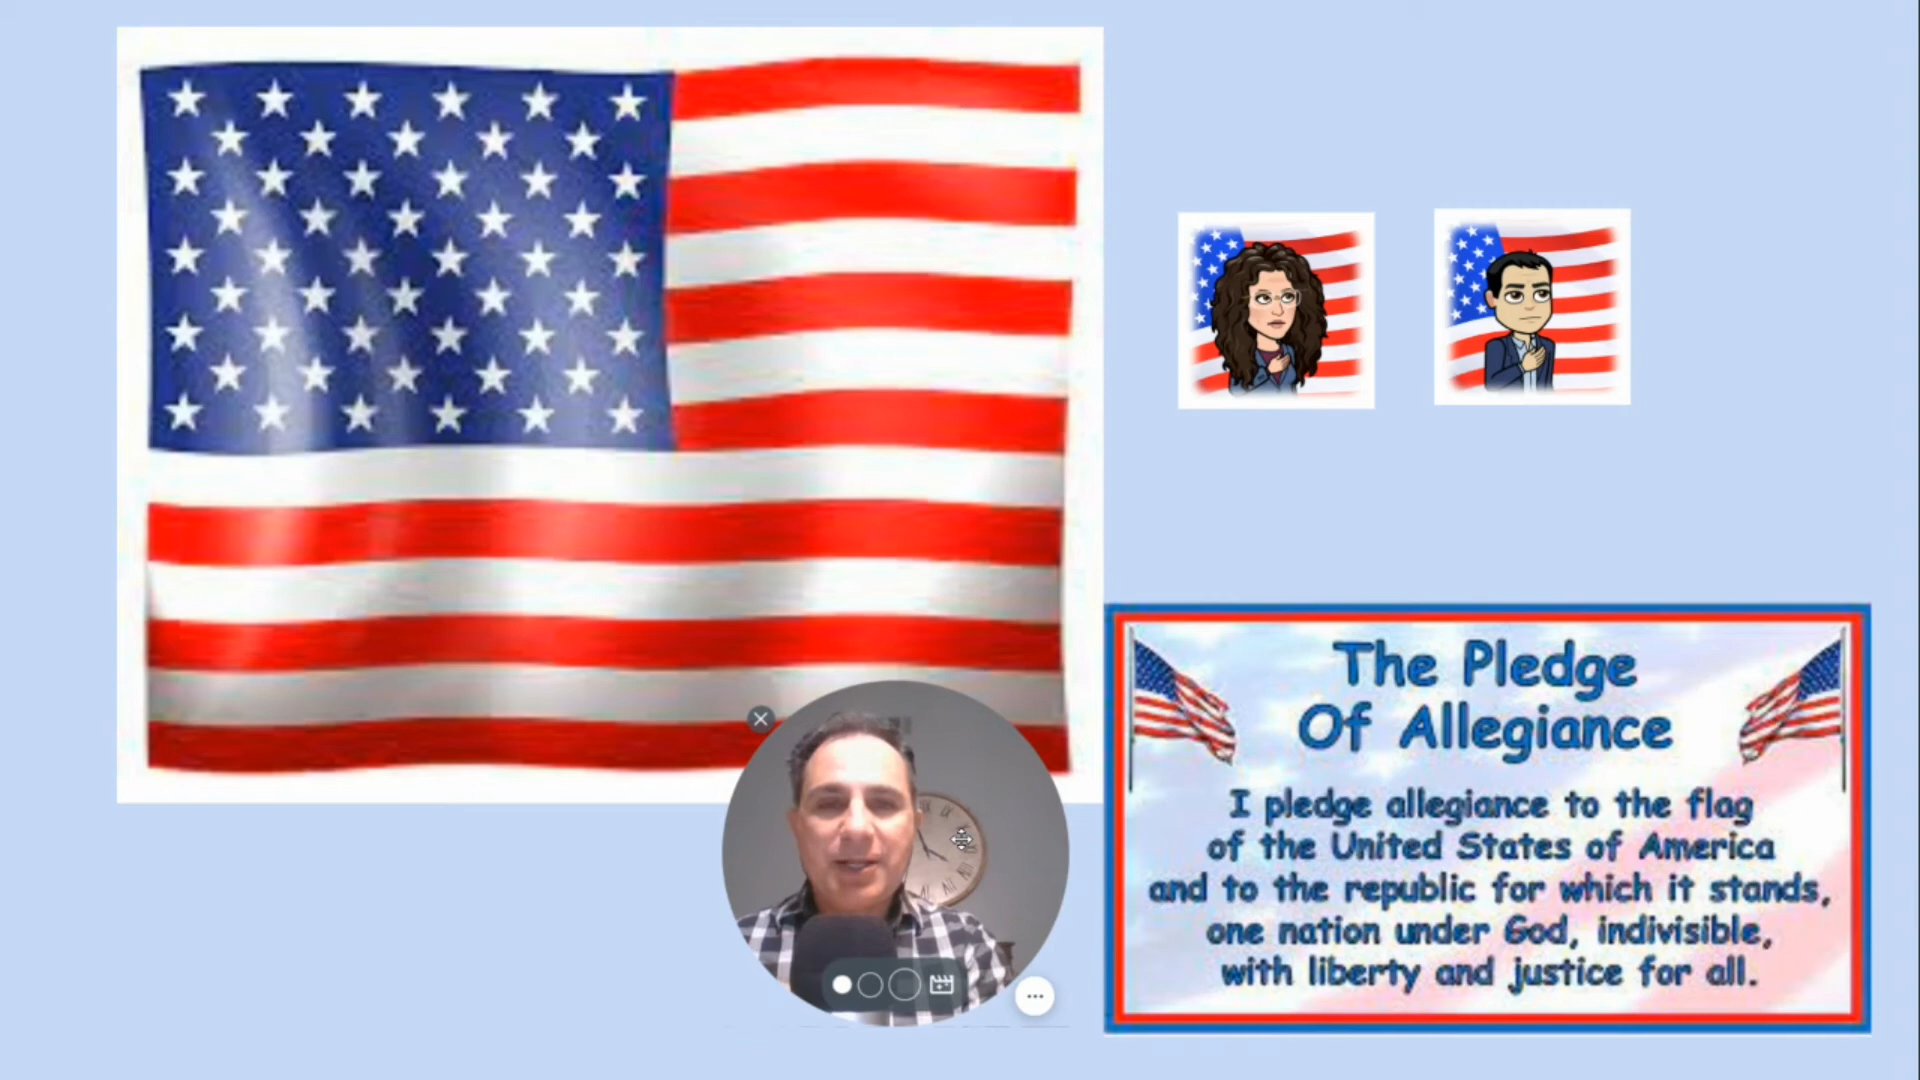 The Pledge
Of Allegiance
I pledge allegiance to the flag
of the United States of America
and to the republic for which it stands,
one nation under God, indivisible,
with liberty and justice for all.